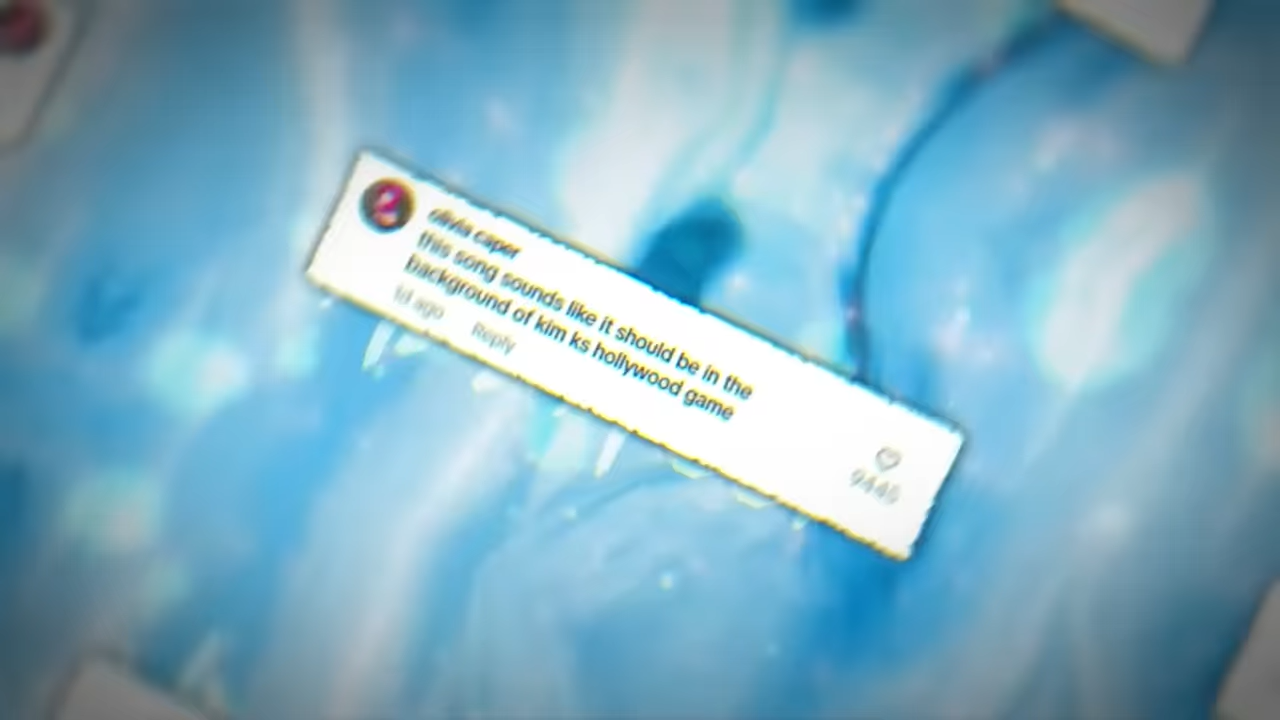 olivia caper
this song sounds like it should be in the
background of kim ks hollywood game
1d ago Reply
9445